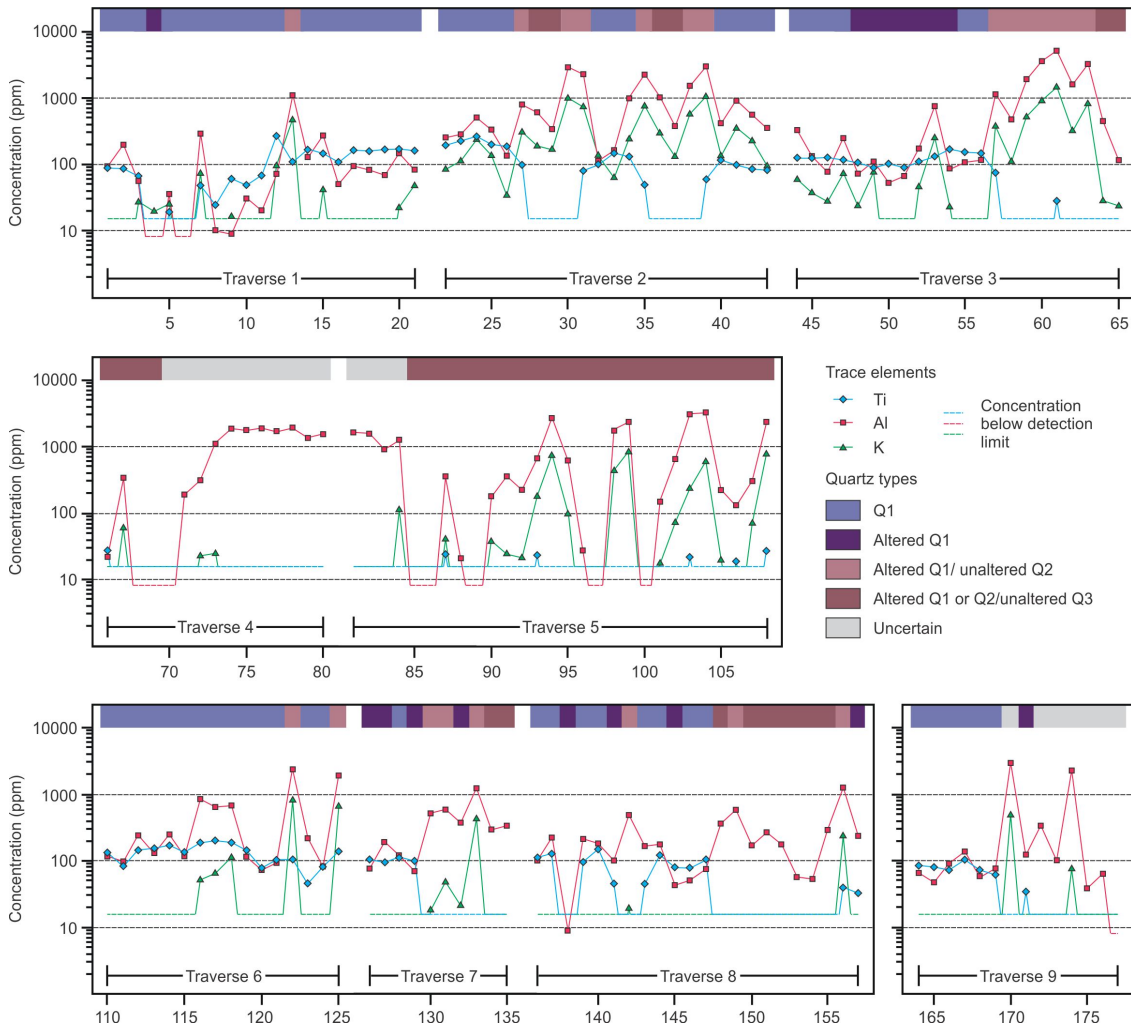 10000
1000
100
10
Concentration (ppm)
Traverse 1
Traverse 2
Traverse 3
5
10
15
20
25
30
35
40
45
50
55
60
65
10000
1000
100
10
Concentration (ppm)
Traverse 4
Traverse 5
70
75
80
85
90
95
100
105
Trace elements
Ti
Al
K
Concentration
below detection
limit
Quartz types
Q1
Altered Q1
Altered Q1/ unaltered Q2
Altered Q1 or Q2/unaltered Q3
Uncertain
10000
1000
100
10
Concentration (ppm)
Traverse 6
Traverse 7
Traverse 8
Traverse 9
110
115
120
125
130
135
140
145
150
155
165
170
175